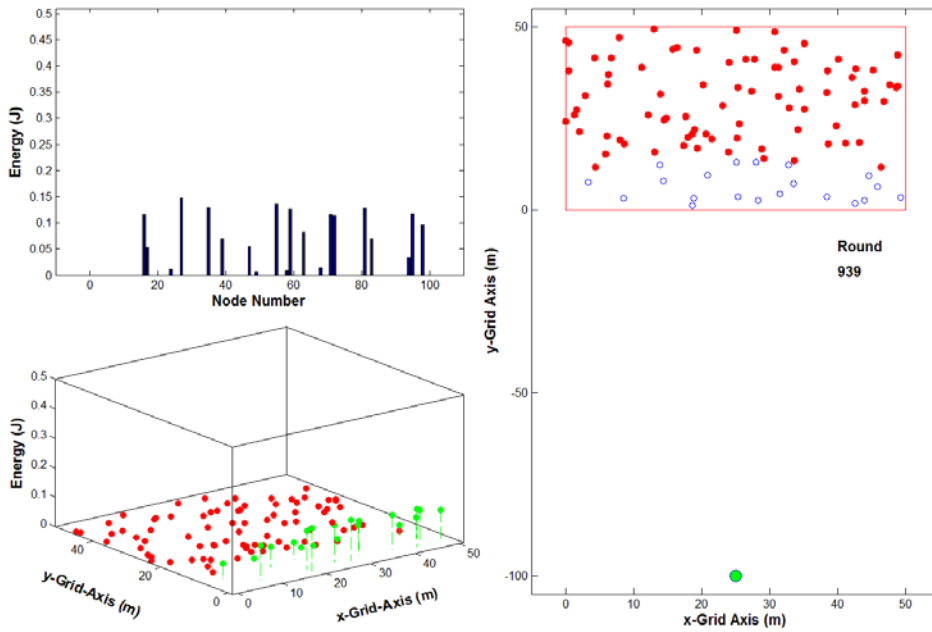 0.5
0.45
0.4
0.35
0.3
0.25
0.2
0.15
0.1
0.05
0
Energy (J)
0 20 40 60 80 100
Node Number
0.5
0.4
0.3
0.2
0.1
0
Energy (J)
40
20
0
y-Grid-Axis (m)
0 10 20 30 40 50
x-Grid-Axis (m)
50
0
-50
-100
y-Grid Axis (m)
Round
939
0 10 20 30 40 50
x-Grid Axis (m)